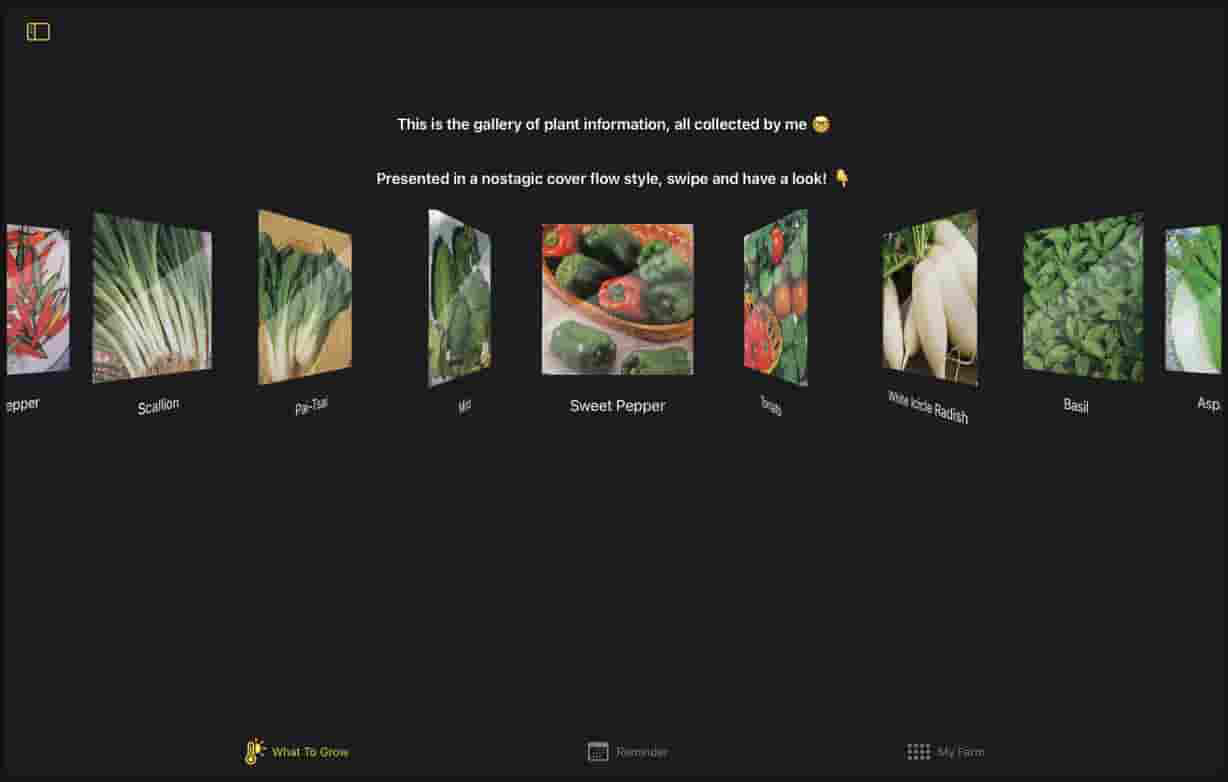 This is the gallery of plant information, all collected by me 🤓
Presented in a nostagic cover flow style, swipe and have a look! 👇
epper
Scallion
Pai-Tsai
Sweet Pepper
Tomato
White Icicle Radish
Basil
Asp
What To Grow
Reminder
My Farm